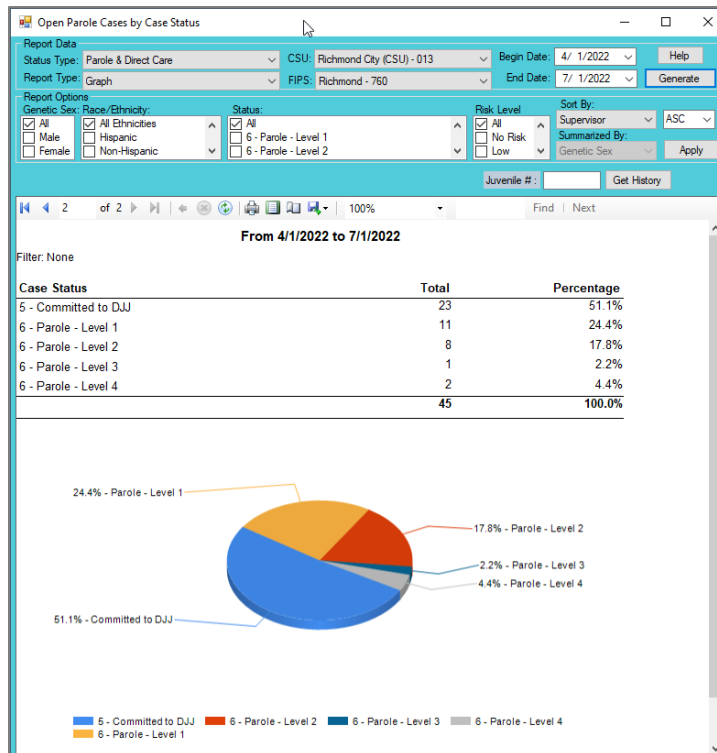 Open Parole Cases by Case Status
Report Data
Status Type: Parole & Direct Care CSU: Richmond City (CSU) - 013 Begin Date: 4/ 1/2022 Help
Report Type: Graph FIPS: Richmond - 760 End Date: 7/ 1/2022 Generate
Report Options
Genetic Sex: Race/Ethnicity: Status: Risk Level Sort By:
All All Ethnicities All All Supervisor ASC
Male Hispanic 6 - Parole - Level 1 No Risk Summarized By:
Female Non-Hispanic 6 - Parole - Level 2 Low Genetic Sex Apply
Juvenile # : Get History
2 of 2 100% Find | Next
From 4/1/2022 to 7/1/2022
Filter: None
Case Status Total Percentage
5 - Committed to DJJ 23 51.1%
6 - Parole - Level 1 11 24.4%
6 - Parole - Level 2 8 17.8%
6 - Parole - Level 3 1 2.2%
6 - Parole - Level 4 2 4.4%
45 100.0%
24.4% - Parole - Level 1
17.8% - Parole - Level 2
2.2% - Parole - Level 3
4.4% - Parole - Level 4
51.1% - Committed to DJJ
5 - Committed to DJJ 6 - Parole - Level 2 6 - Parole - Level 3 6 - Parole - Level 4
6 - Parole - Level 1